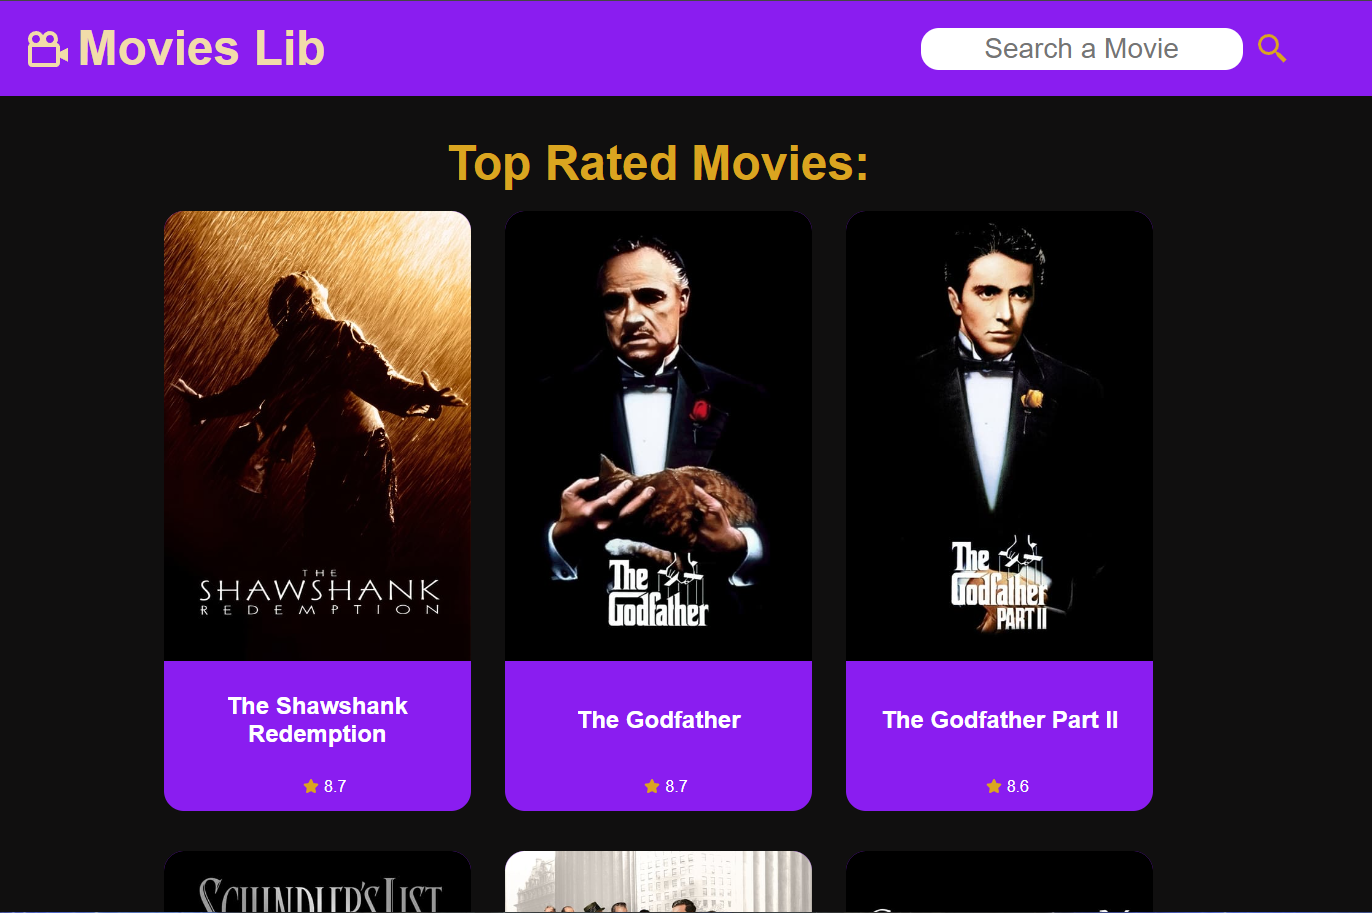 Movies Lib
Search a Movie
Top Rated Movies:
THE
SHAWSHANK
REDEMPTION
The
Godfather
The
Godfather
PART II
The Shawshank
Redemption
The Godfather
The Godfather Part II
8.7
8.7
8.6
SCHINDLER'S LIST